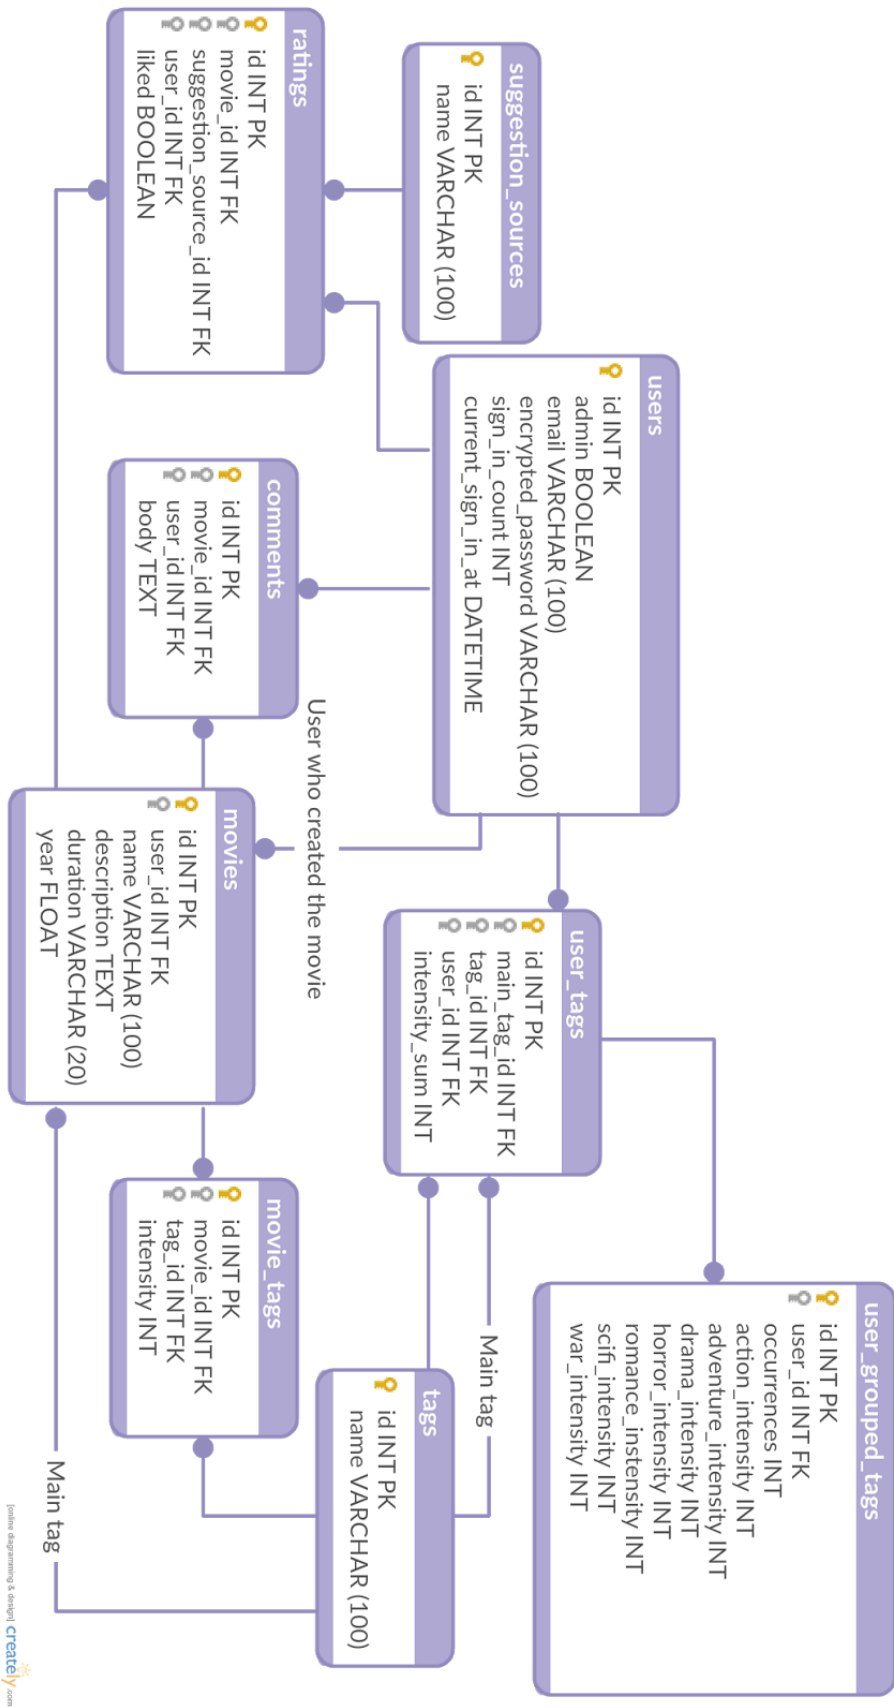 suggestion_sources
id INT PK
name VARCHAR (100)
ratings
id INT PK
movie_id INT FK
suggestion_source_id INT FK
user_id INT FK
liked BOOLEAN
users
id INT PK
admin BOOLEAN
email VARCHAR (100)
encrypted_password VARCHAR (100)
sign_in_count INT
current_sign_in_at DATETIME
comments
id INT PK
movie_id INT FK
user_id INT FK
body TEXT
User who created the movie
movies
id INT PK
user_id INT FK
name VARCHAR (100)
description TEXT
duration VARCHAR (20)
year FLOAT
user_tags
id INT PK
main_tag_id INT FK
tag_id INT FK
user_id INT FK
intensity_sum INT
movie_tags
id INT PK
movie_id INT FK
tag_id INT FK
intensity INT
user_grouped_tags
id INT PK
user_id INT FK
occurrences INT
action_intensity INT
adventure_intensity INT
drama_intensity INT
horror_intensity INT
romance_instensity INT
scifi_intensity INT
war_intensity INT
Main tag
tags
id INT PK
name VARCHAR (100)
Main tag
[online diagramming & design] creately.com